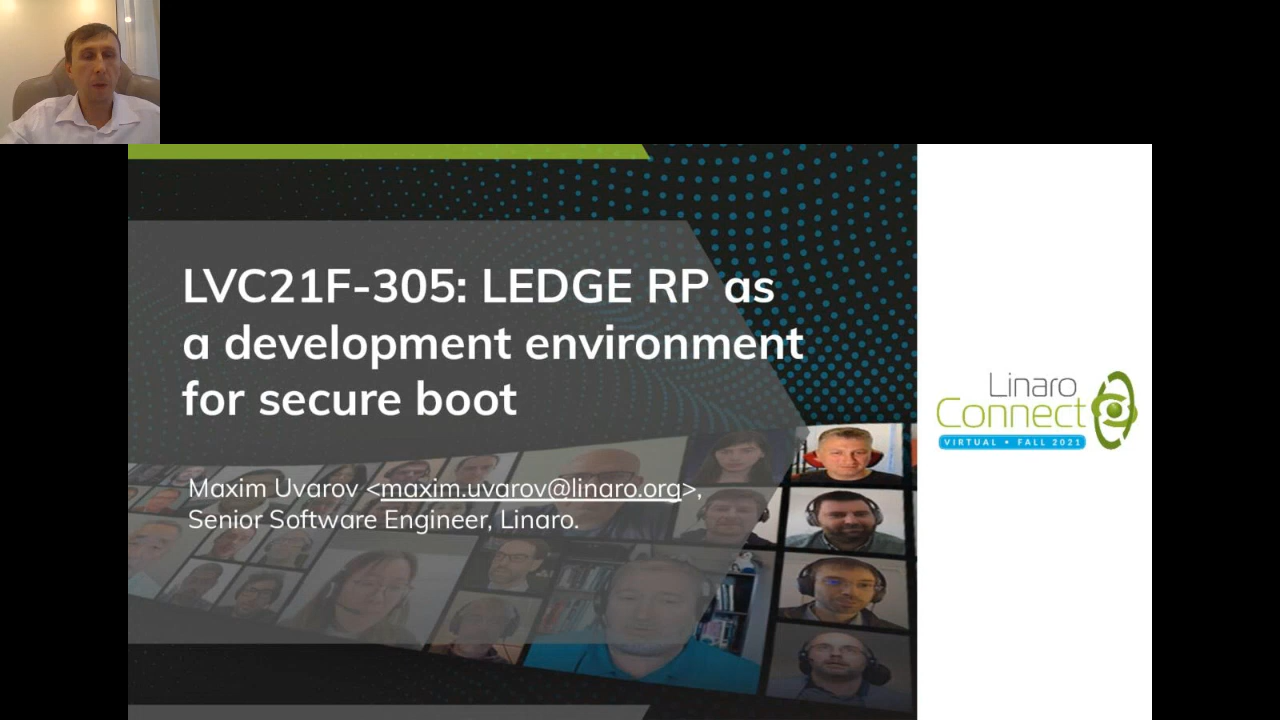 LVC21F-305: LEDGE RP as
a development environment
for secure boot
Maxim Uvarov <maxim.uvarov@linaro.org>,
Senior Software Engineer, Linaro.
Linaro
Connect
VIRTUAL • FALL 2021